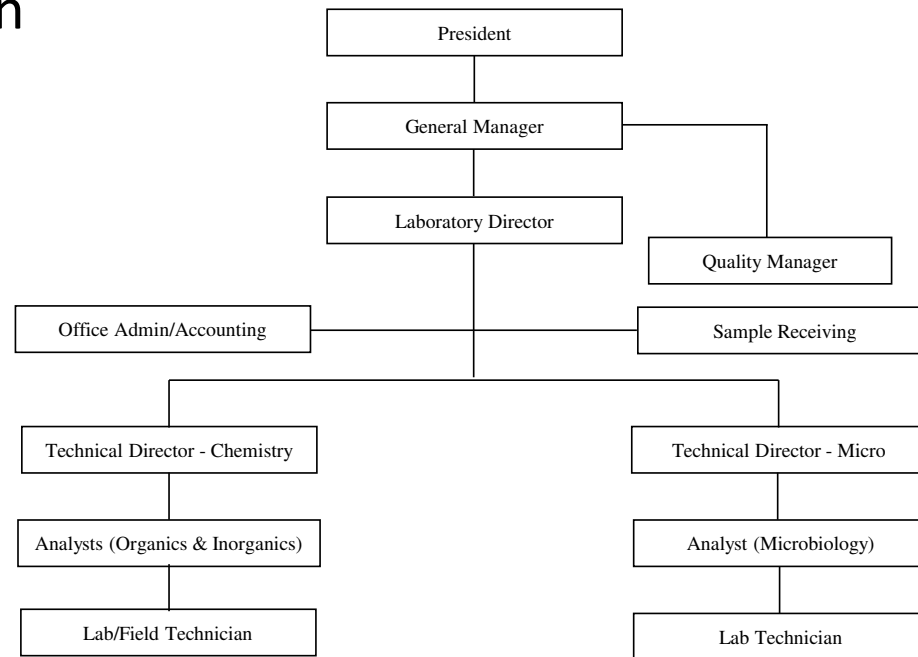 President
General Manager
Laboratory Director
Quality Manager
Office Admin/Accounting
Sample Receiving
Technical Director - Chemistry
Technical Director - Micro
Analysts (Organics & Inorganics)
Analyst (Microbiology)
Lab/Field Technician
Lab Technician